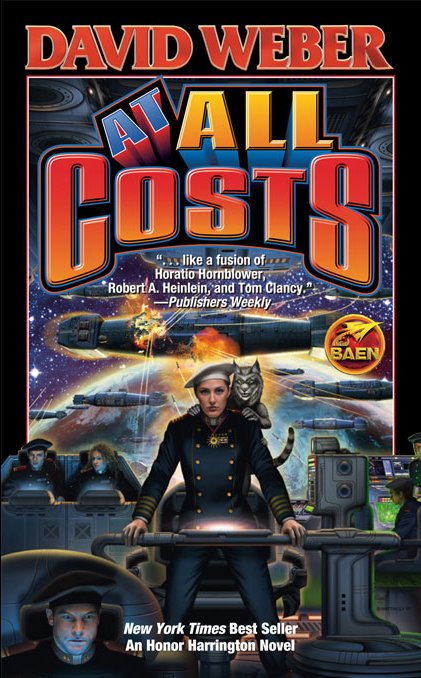 DAVID WEBER
AT ALL
COSTS
“. . . like a fusion of
Horatio Hornblower,
Robert A. Heinlein, and Tom Clancy.”
—Publishers Weekly
BAEN
New York Times Best Seller
An Honor Harrington Novel